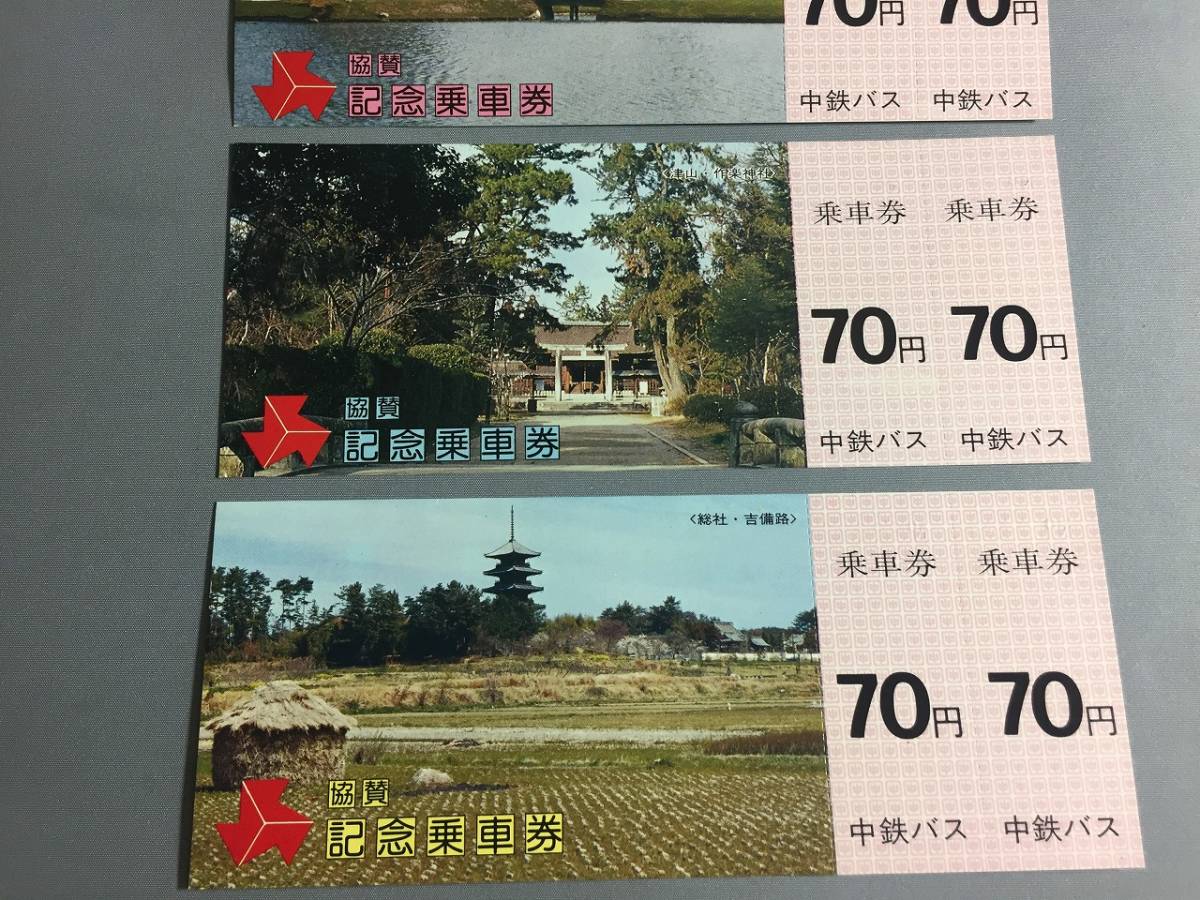 70円 70円
協賛
記念乗車券
中鉄バス 中鉄バス
〈津山・作楽神社〉
乗車券 乗車券
70円 70円
協賛
記念乗車券
中鉄バス 中鉄バス
〈総社・吉備路〉
乗車券 乗車券
70円 70円
協賛
記念乗車券
中鉄バス 中鉄バス